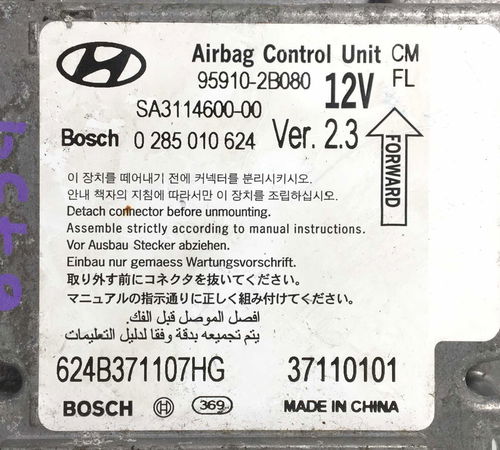 Airbag Control Unit CM
95910-2B080 12V FL
SA3114600-00
Bosch 0 285 010 624 Ver. 2.3
FORWARD
이 장치를 떼어내기 전에 커넥터를 분리시키시오.
안내 책자의 지침에 따라서만 이 장치를 조립하십시오.
Detach connector before unmounting.
Assemble strictly according to manual instructions.
Vor Ausbau Stecker abziehen.
Einbau nur gemaess Wartungsvorschrift.
取り外す前にコネクタを抜いてください。
マニュアルの指示通りに正しく組み付けてください。
افصل الموصل قبل الفك.
يتم تجميعه بدقة وفقا لدليل التعليمات
624B371107HG 37110101
BOSCH 369 MADE IN CHINA